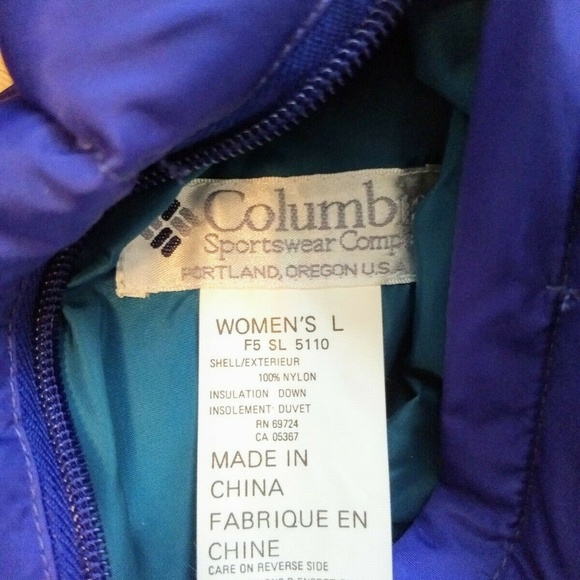 Columbi
Sportswear Compa
PORTLAND, OREGON U.S.A.
WOMEN'S L
F5 SL 5110
SHELL/EXTERIEUR
100% NYLON
INSULATION DOWN
INSOLEMENT DUVET
RN 69724
CA 05367
MADE IN
CHINA
FABRIQUE EN
CHINE
CARE ON REVERSE SIDE